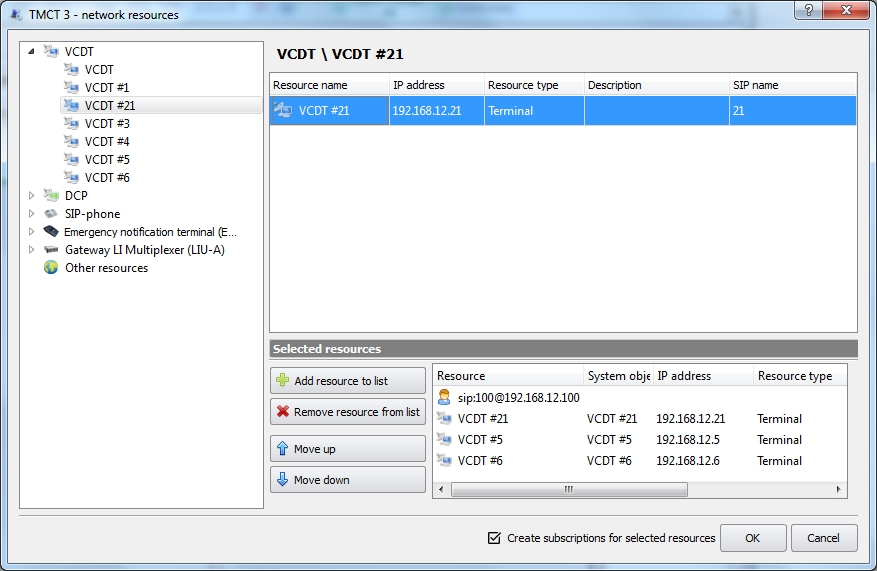 TMCT 3 - network resources
VCDT
VCDT
VCDT #1
VCDT #21
VCDT #3
VCDT #4
VCDT #5
VCDT #6
DCP
SIP-phone
Emergency notification terminal (E...
Gateway LI Multiplexer (LIU-A)
Other resources
VCDT \ VCDT #21
Resource name IP address Resource type Description SIP name
VCDT #21 192.168.12.21 Terminal 21
Selected resources
Add resource to list
Remove resource from list
Move up
Move down
Resource System obje IP address Resource type
sip:100@192.168.12.100
VCDT #21 VCDT #21 192.168.12.21 Terminal
VCDT #5 VCDT #5 192.168.12.5 Terminal
VCDT #6 VCDT #6 192.168.12.6 Terminal
Create subscriptions for selected resources
OK
Cancel